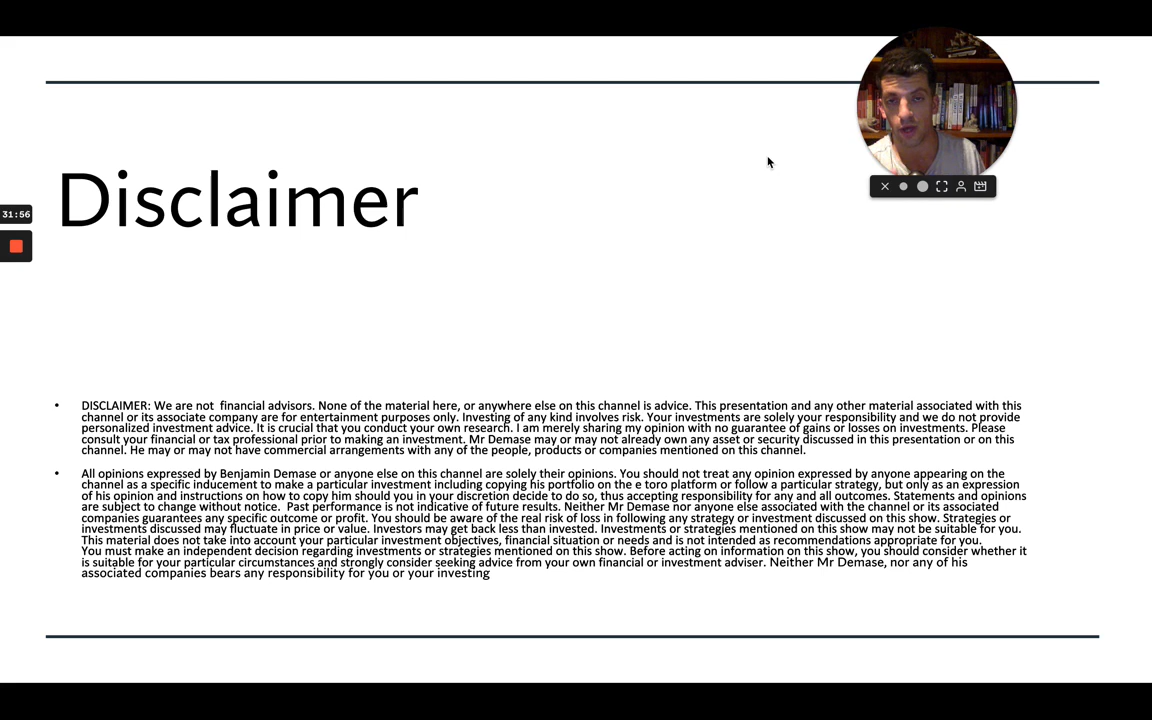 Disclaimer
31:56
• DISCLAIMER: We are not  financial advisors. None of the material here, or anywhere else on this channel is advice. This presentation and any other material associated with this
channel or its associate company are for entertainment purposes only. Investing of any kind involves risk. Your investments are solely your responsibility and we do not provide
personalized investment advice. It is crucial that you conduct your own research. I am merely sharing my opinion with no guarantee of gains or losses on investments. Please
consult your financial or tax professional prior to making an investment. Mr Demase may or may not already own any asset or security discussed in this presentation or on this
channel. He may or may not have commercial arrangements with any of the people, products or companies mentioned on this channel.
• All opinions expressed by Benjamin Demase or anyone else on this channel are solely their opinions. You should not treat any opinion expressed by anyone appearing on the
channel as a specific inducement to make a particular investment including copying his portfolio on the e toro platform or follow a particular strategy, but only as an expression
of his opinion and instructions on how to copy him should you in your discretion decide to do so, thus accepting responsibility for any and all outcomes. Statements and opinions
are subject to change without notice.  Past performance is not indicative of future results. Neither Mr Demase nor anyone else associated with the channel or its associated
companies guarantees any specific outcome or profit. You should be aware of the real risk of loss in following any strategy or investment discussed on this show. Strategies or
investments discussed may fluctuate in price or value. Investors may get back less than invested. Investments or strategies mentioned on this show may not be suitable for you.
This material does not take into account your particular investment objectives, financial situation or needs and is not intended as recommendations appropriate for you.
You must make an independent decision regarding investments or strategies mentioned on this show. Before acting on information on this show, you should consider whether it
is suitable for your particular circumstances and strongly consider seeking advice from your own financial or investment adviser. Neither Mr Demase, nor any of his
associated companies bears any responsibility for you or your investing